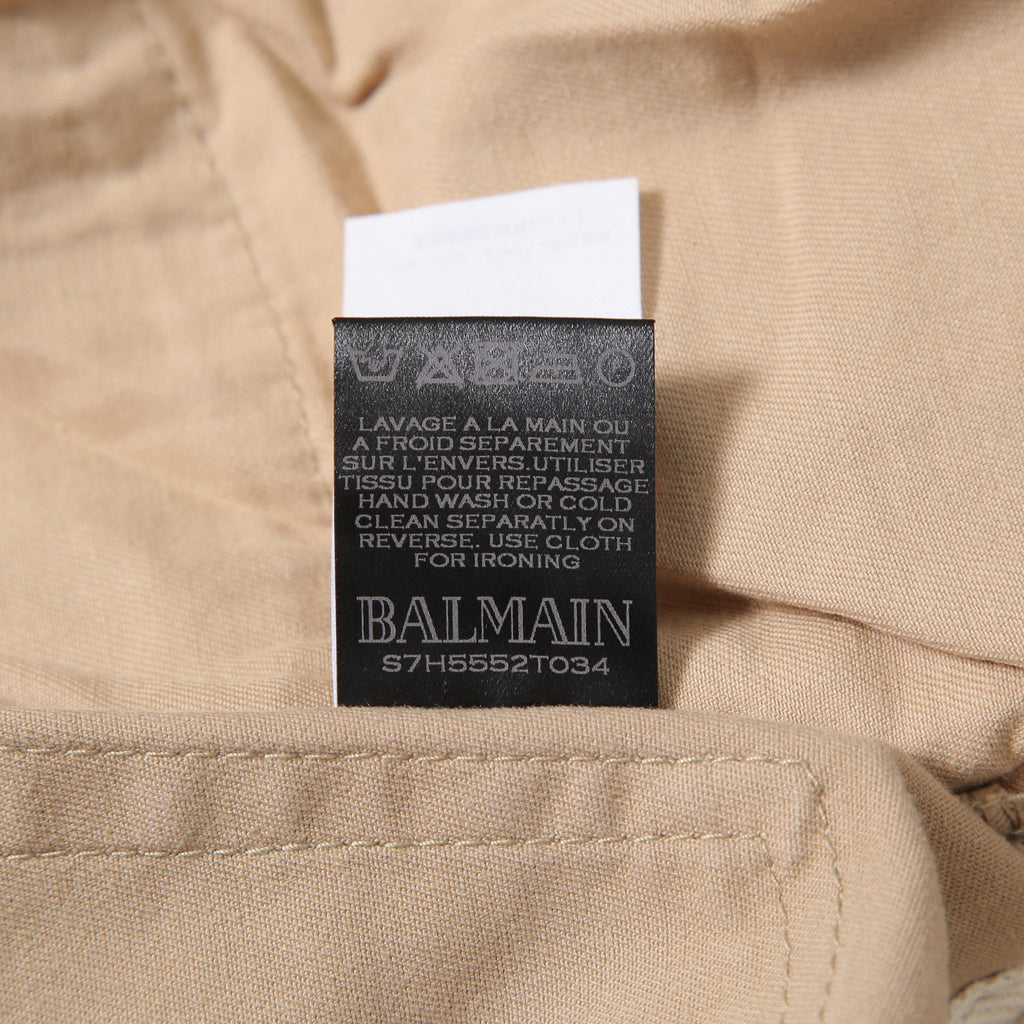 LAVAGE A LA MAIN OU
A FROID SEPAREMENT
SUR L'ENVERS.UTILISER
TISSU POUR REPASSAGE
HAND WASH OR COLD
CLEAN SEPARATLY ON
REVERSE. USE CLOTH
FOR IRONING
BALMAIN
S7H5552T034